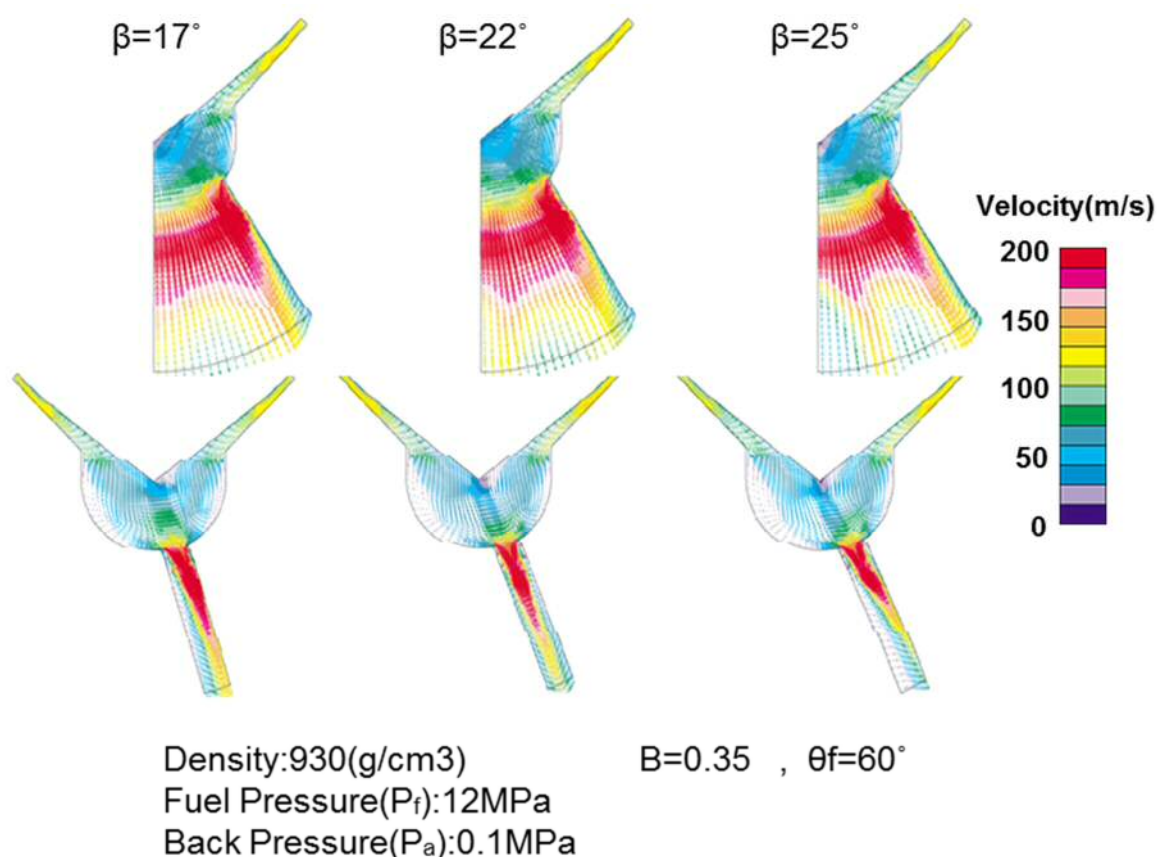 β=17° β=22° β=25°
Velocity(m/s)
200
150
100
50
0
Density:930(g/cm3) B=0.35 , θf=60°
Fuel Pressure(Pf):12MPa
Back Pressure(Pa):0.1MPa